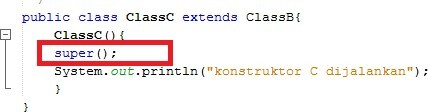 public class ClassC extends ClassB{
ClassC(){
super();
System.out.println("konstruktor C dijalankan");
}
}